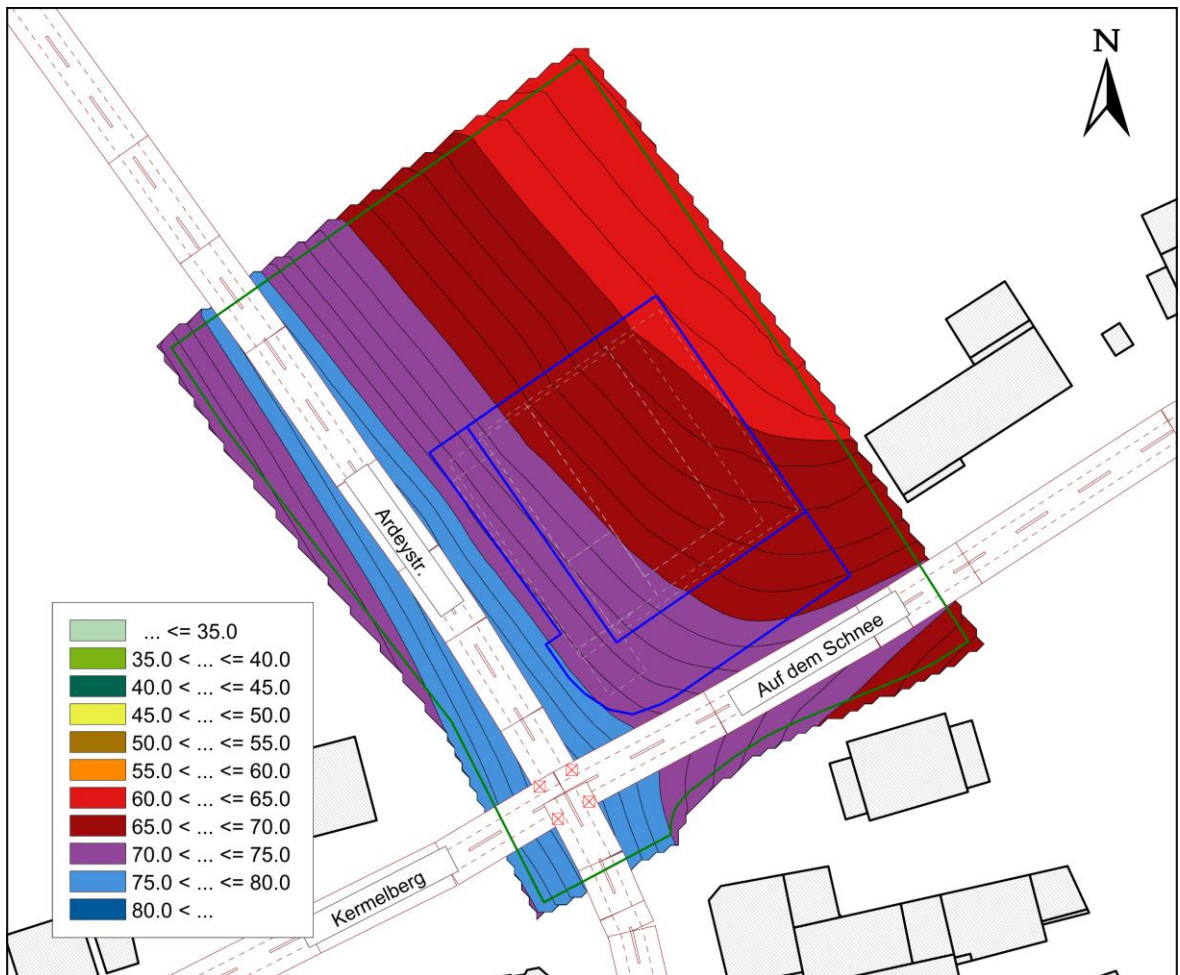 N
Ardeystr.
Auf dem Schnee
Kermelberg
... <= 35.0
35.0 < ... <= 40.0
40.0 < ... <= 45.0
45.0 < ... <= 50.0
50.0 < ... <= 55.0
55.0 < ... <= 60.0
60.0 < ... <= 65.0
65.0 < ... <= 70.0
70.0 < ... <= 75.0
75.0 < ... <= 80.0
80.0 < ...